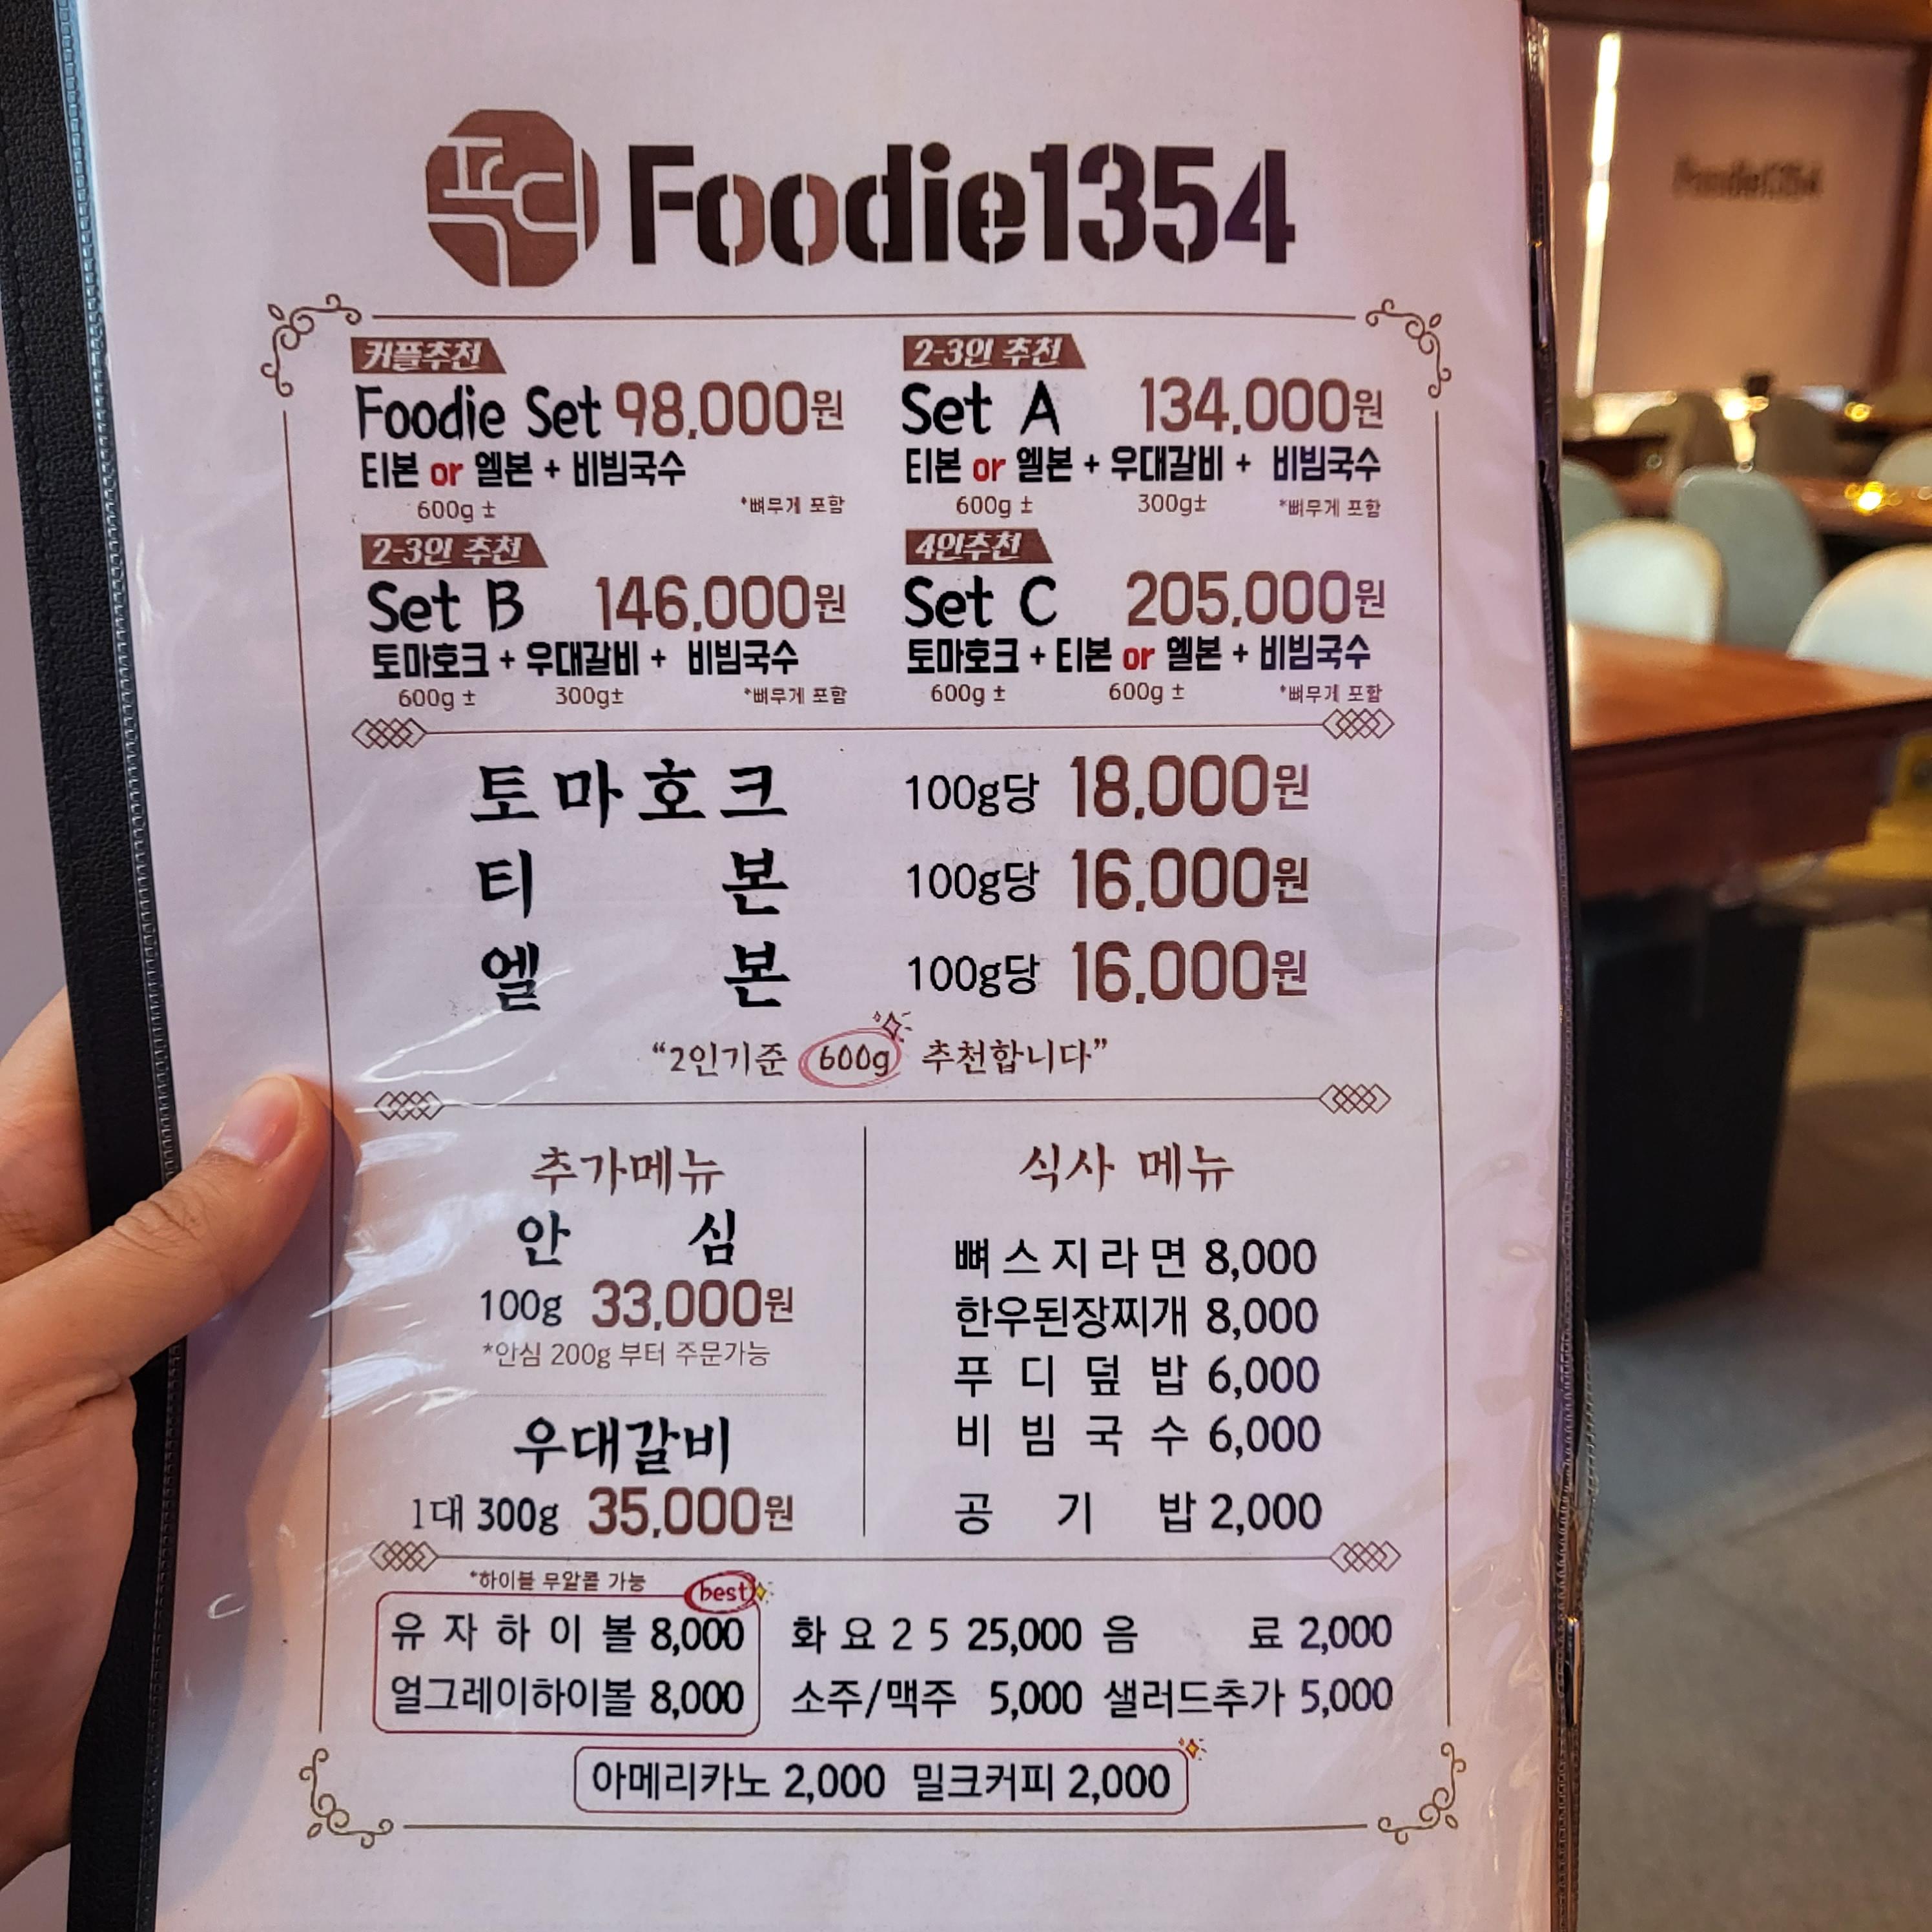 Foodie1354
Foodie1354
커플추천
Foodie Set 98,000원
티본 or 엘본 + 비빔국수
600g ± *뼈무게 포함
2-3인 추천
Set A 134,000원
티본 or 엘본 + 우대갈비 + 비빔국수
600g ± 300g± *뼈무게 포함
2-3인 추천
Set B 146,000원
토마호크 + 우대갈비 + 비빔국수
600g ± 300g± *뼈무게 포함
4인추천
Set C 205,000원
토마호크 + 티본 or 엘본 + 비빔국수
600g ± 600g ± *뼈무게 포함
토마호크 100g당 18,000원
티본 100g당 16,000원
엘본 100g당 16,000원
“2인기준 600g 추천합니다”
추가메뉴
안심
100g 33,000원
*안심 200g 부터 주문가능
우대갈비
1대 300g 35,000원
식사 메뉴
뼈스지라면 8,000
한우된장찌개 8,000
푸디덮밥 6,000
비빔국수 6,000
공기밥 2,000
*하이볼 무알콜 가능
best
유자하이볼 8,000 화요25 25,000 음료 2,000
얼그레이하이볼 8,000 소주/맥주 5,000 샐러드추가 5,000
아메리카노 2,000 밀크커피 2,000